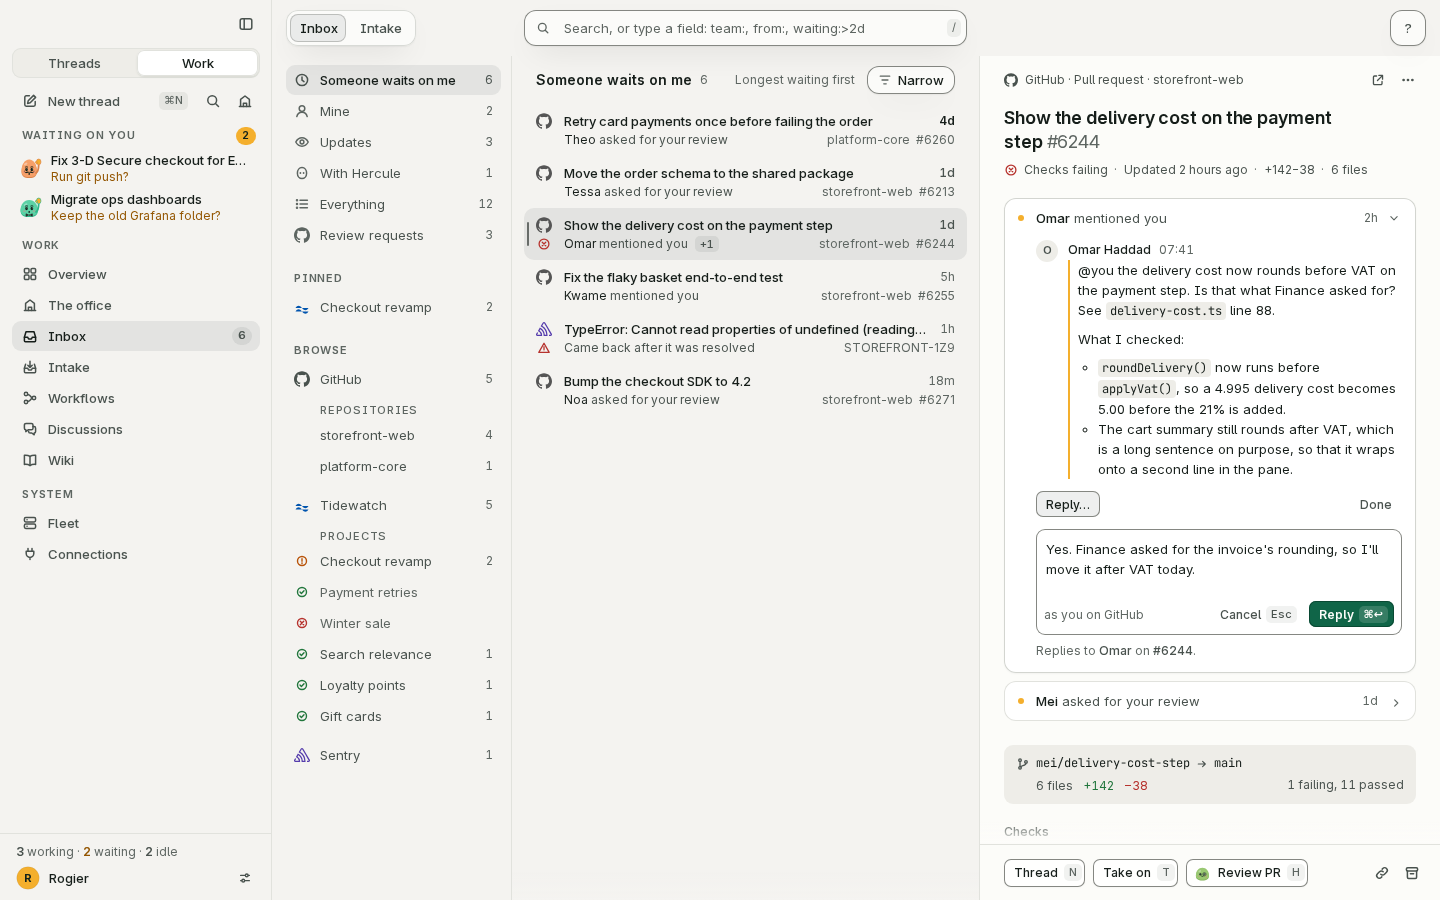 Threads
Work
New thread
⌘N
WAITING ON YOU
2
Fix 3-D Secure checkout for E…
Run git push?
Migrate ops dashboards
Keep the old Grafana folder?
WORK
Overview
The office
Inbox
6
Intake
Workflows
Discussions
Wiki
SYSTEM
Fleet
Connections
3 working · 2 waiting · 2 idle
R
Rogier
Inbox
Intake
Someone waits on me
6
Mine
2
Updates
3
With Hercule
1
Everything
12
Review requests
3
PINNED
Checkout revamp
2
BROWSE
GitHub
5
REPOSITORIES
storefront-web
4
platform-core
1
Tidewatch
5
PROJECTS
Checkout revamp
2
Payment retries
Winter sale
Search relevance
1
Loyalty points
1
Gift cards
1
Sentry
1
Search, or type a field: team:, from:, waiting:>2d
/
?
Someone waits on me 6
Longest waiting first
Narrow
Retry card payments once before failing the order
4d
Theo asked for your review
platform-core #6260
Move the order schema to the shared package
1d
Tessa asked for your review
storefront-web #6213
Show the delivery cost on the payment step
1d
Omar mentioned you +1
storefront-web #6244
Fix the flaky basket end-to-end test
5h
Kwame mentioned you
storefront-web #6255
TypeError: Cannot read properties of undefined (reading…
1h
Came back after it was resolved
STOREFRONT-1Z9
Bump the checkout SDK to 4.2
18m
Noa asked for your review
storefront-web #6271
GitHub · Pull request · storefront-web
Show the delivery cost on the payment
step #6244
Checks failing · Updated 2 hours ago · +142−38 · 6 files
Omar mentioned you
2h
O
Omar Haddad 07:41
@you the delivery cost now rounds before VAT on
the payment step. Is that what Finance asked for?
See delivery-cost.ts line 88.
What I checked:
roundDelivery() now runs before
applyVat(), so a 4.995 delivery cost becomes
5.00 before the 21% is added.
The cart summary still rounds after VAT, which
is a long sentence on purpose, so that it wraps
onto a second line in the pane.
Reply…
Done
Yes. Finance asked for the invoice's rounding, so I'll
move it after VAT today.
as you on GitHub
Cancel Esc
Reply ⌘↩
Replies to Omar on #6244.
Mei asked for your review
1d
mei/delivery-cost-step → main
6 files +142 −38
1 failing, 11 passed
Checks
Thread N
Take on T
Review PR H